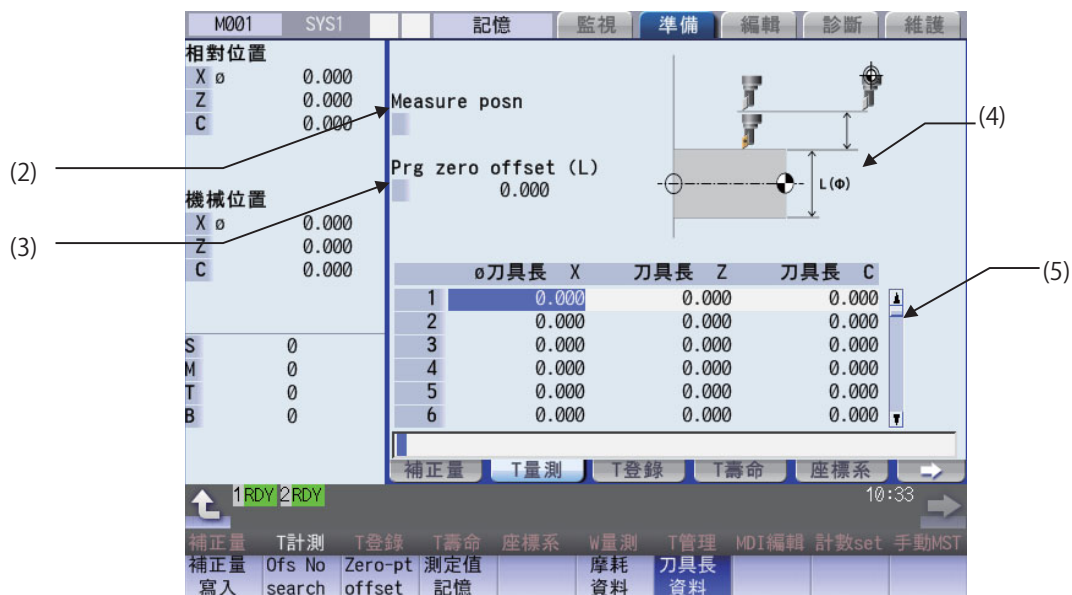 M001 SYS1 記憶 監視 準備 編輯 診斷 維護
相對位置
X ø 0.000
Z 0.000
C 0.000
機械位置
X ø 0.000
Z 0.000
C 0.000
S 0
M 0
T 0
B 0
(2)
(3)
Measure posn
Prg zero offset (L)
0.000
L(Φ)
(4)
(5)
ø刀具長 X 刀具長 Z 刀具長 C
1 0.000 0.000 0.000
2 0.000 0.000 0.000
3 0.000 0.000 0.000
4 0.000 0.000 0.000
5 0.000 0.000 0.000
6 0.000 0.000 0.000
補正量 T量測 T登錄 T壽命 座標系
1 RDY 2 RDY 10:33
補正量 T計測 T登錄 T壽命 座標系 W量測 T管理 MDI編輯 計數set 手動MST
補正量 Ofs No Zero-pt 測定值 摩耗 刀具長
寫入 search offset 記憶 資料 資料